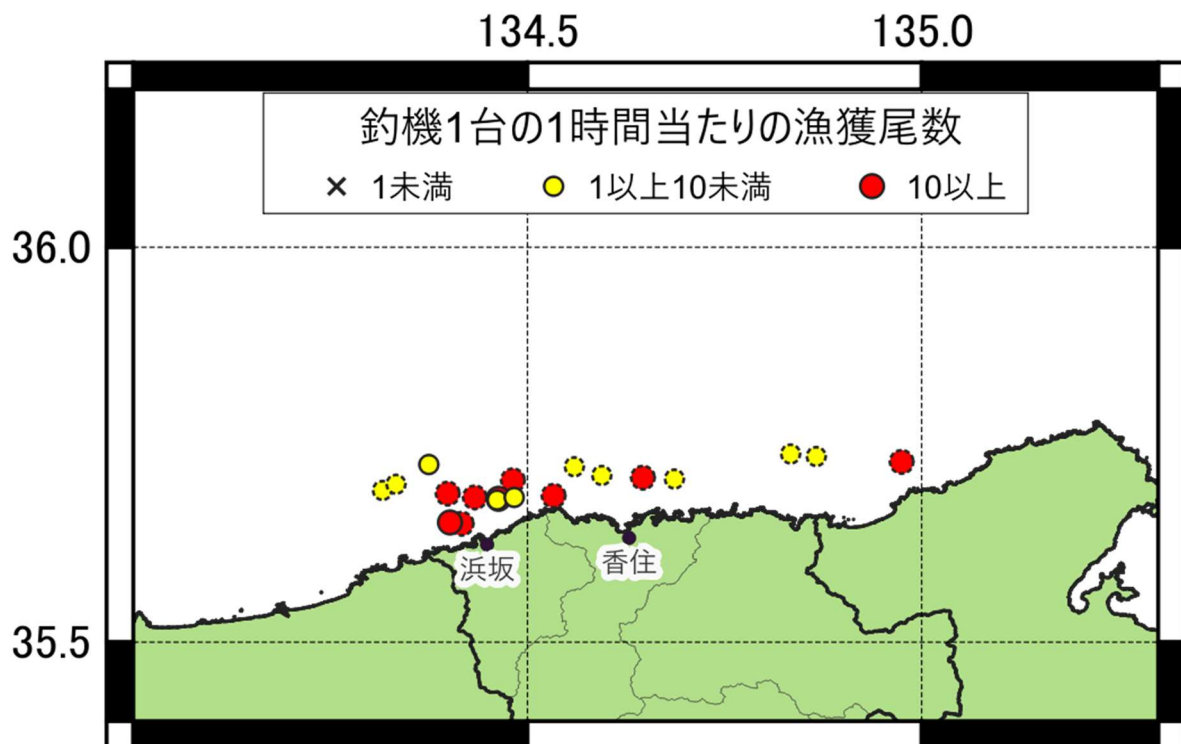 134.5 135.0
釣機1台の1時間当たりの漁獲尾数
1未満 1以上10未満 10以上
36.0
浜坂 香住
35.5